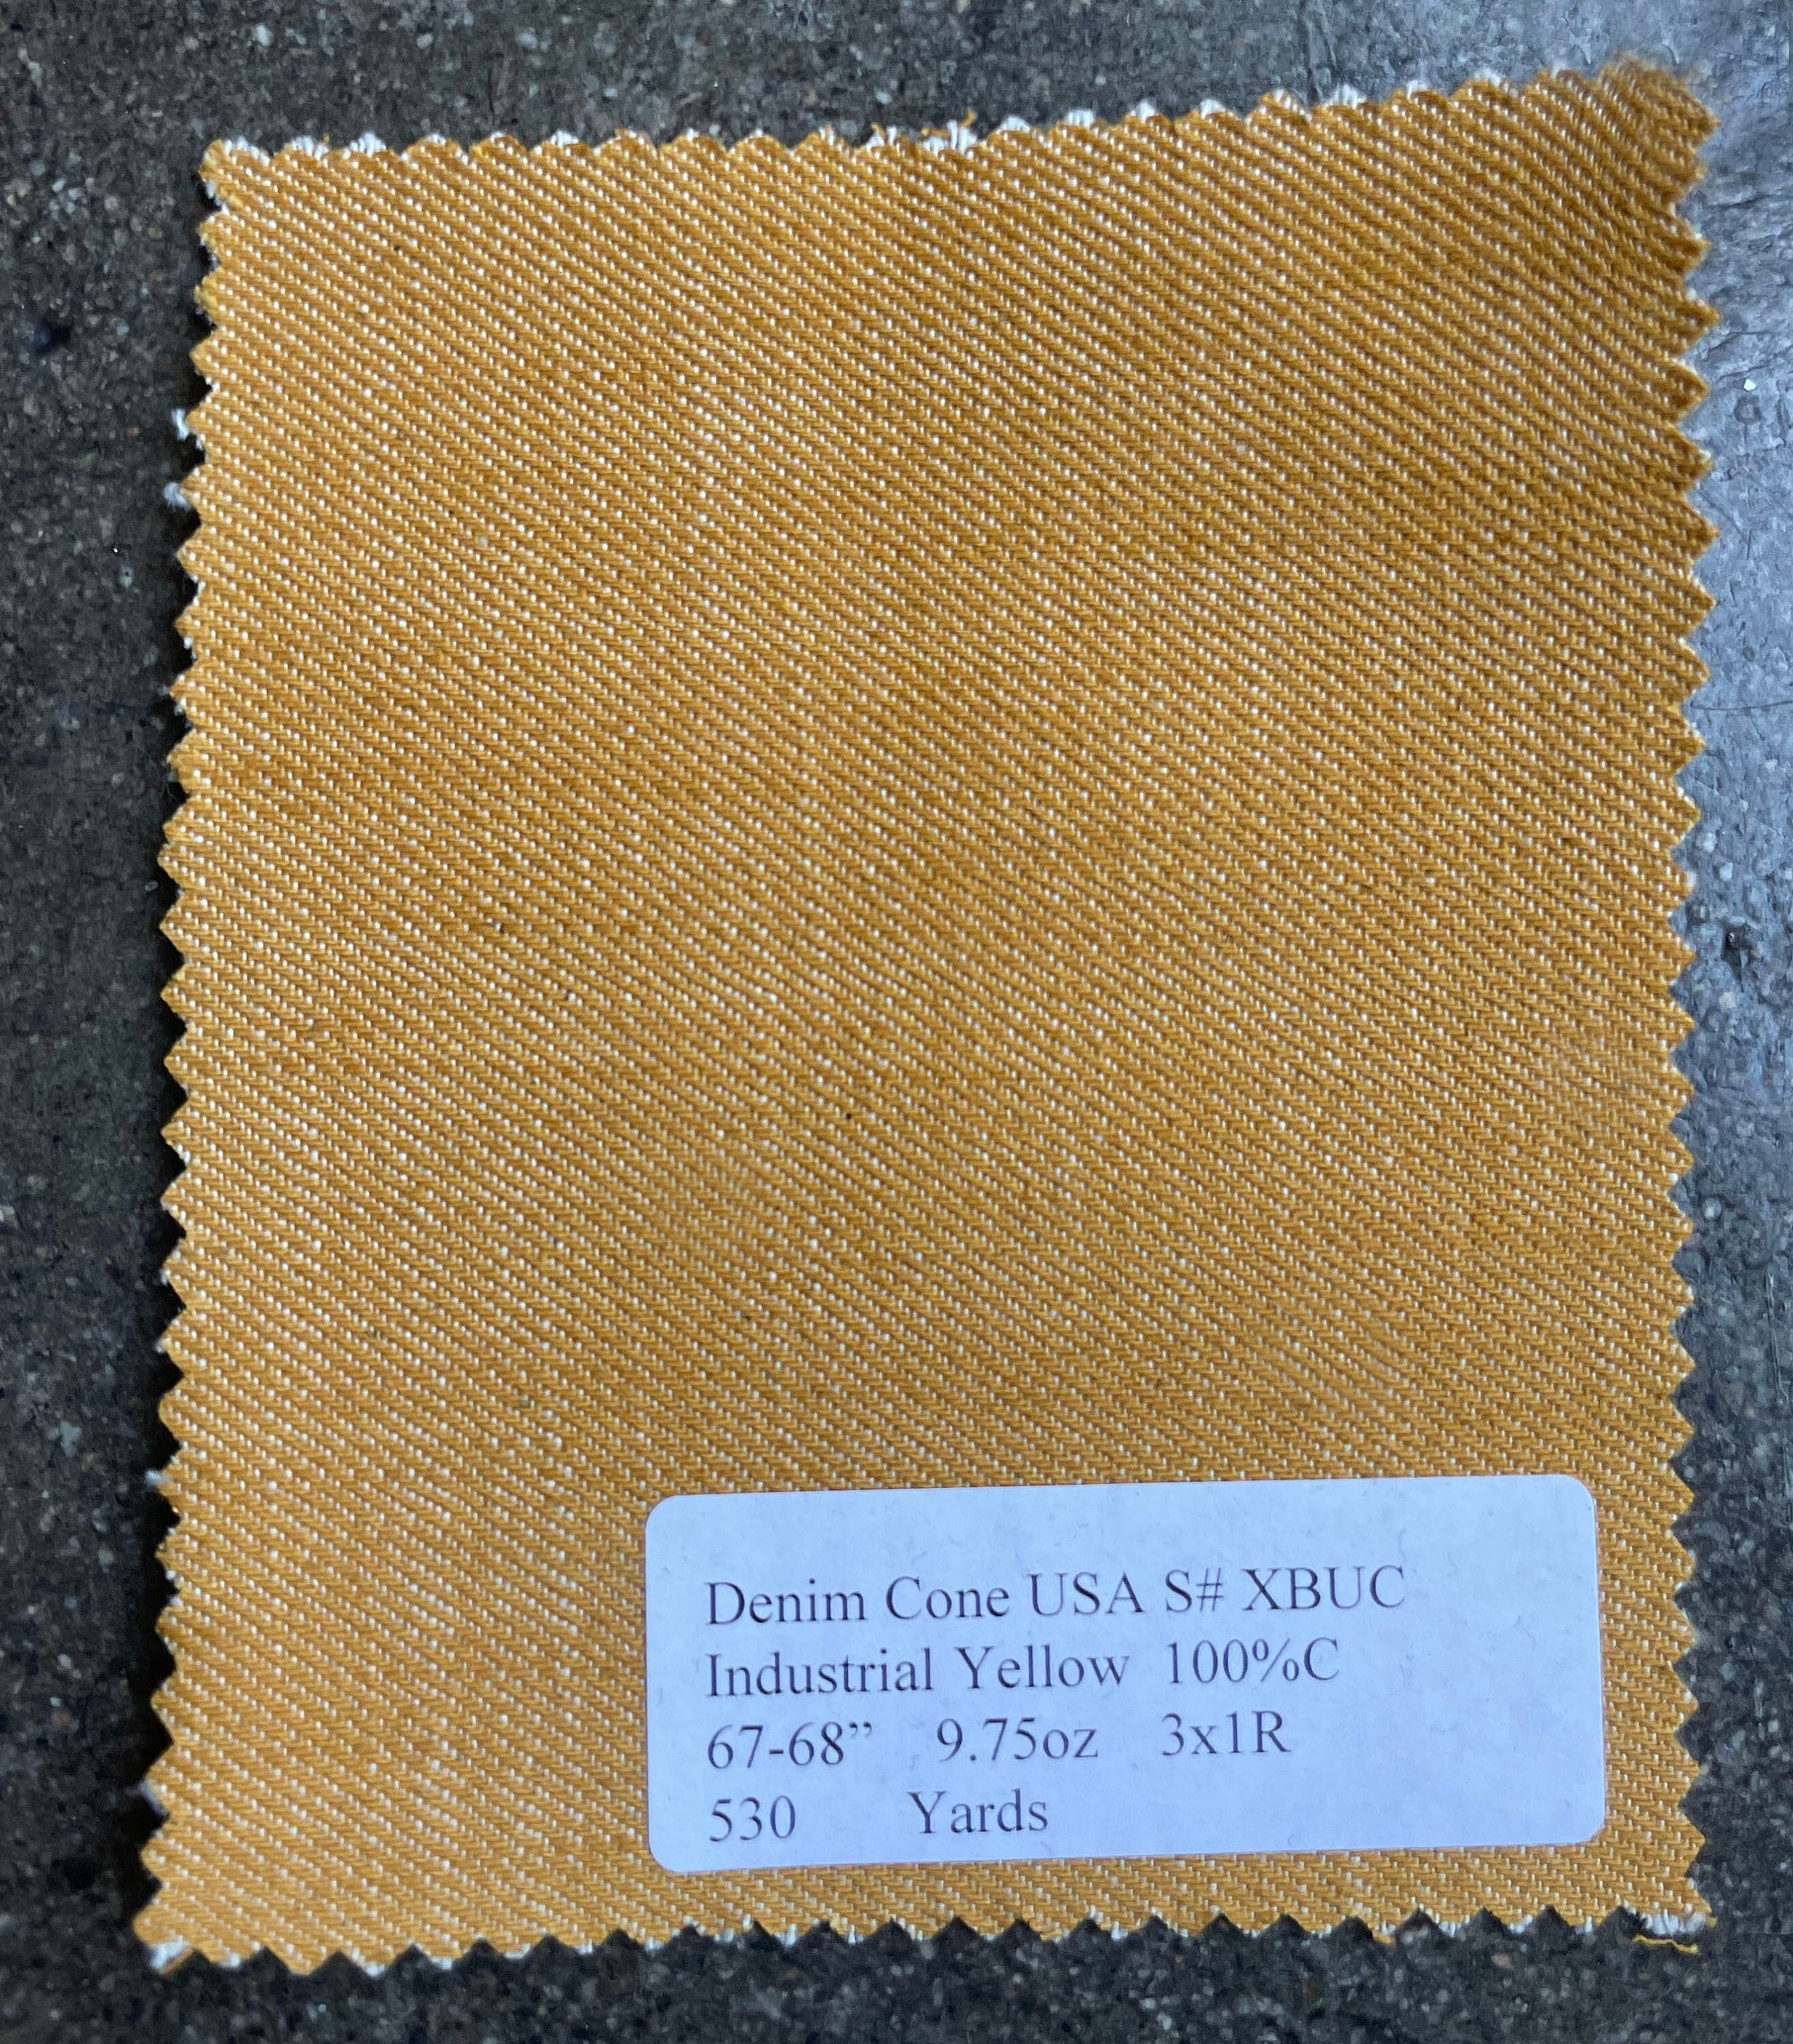 Denim Cone USA S# XBUC
Industrial Yellow 100%C
67-68” 9.75oz 3x1R
530 Yards